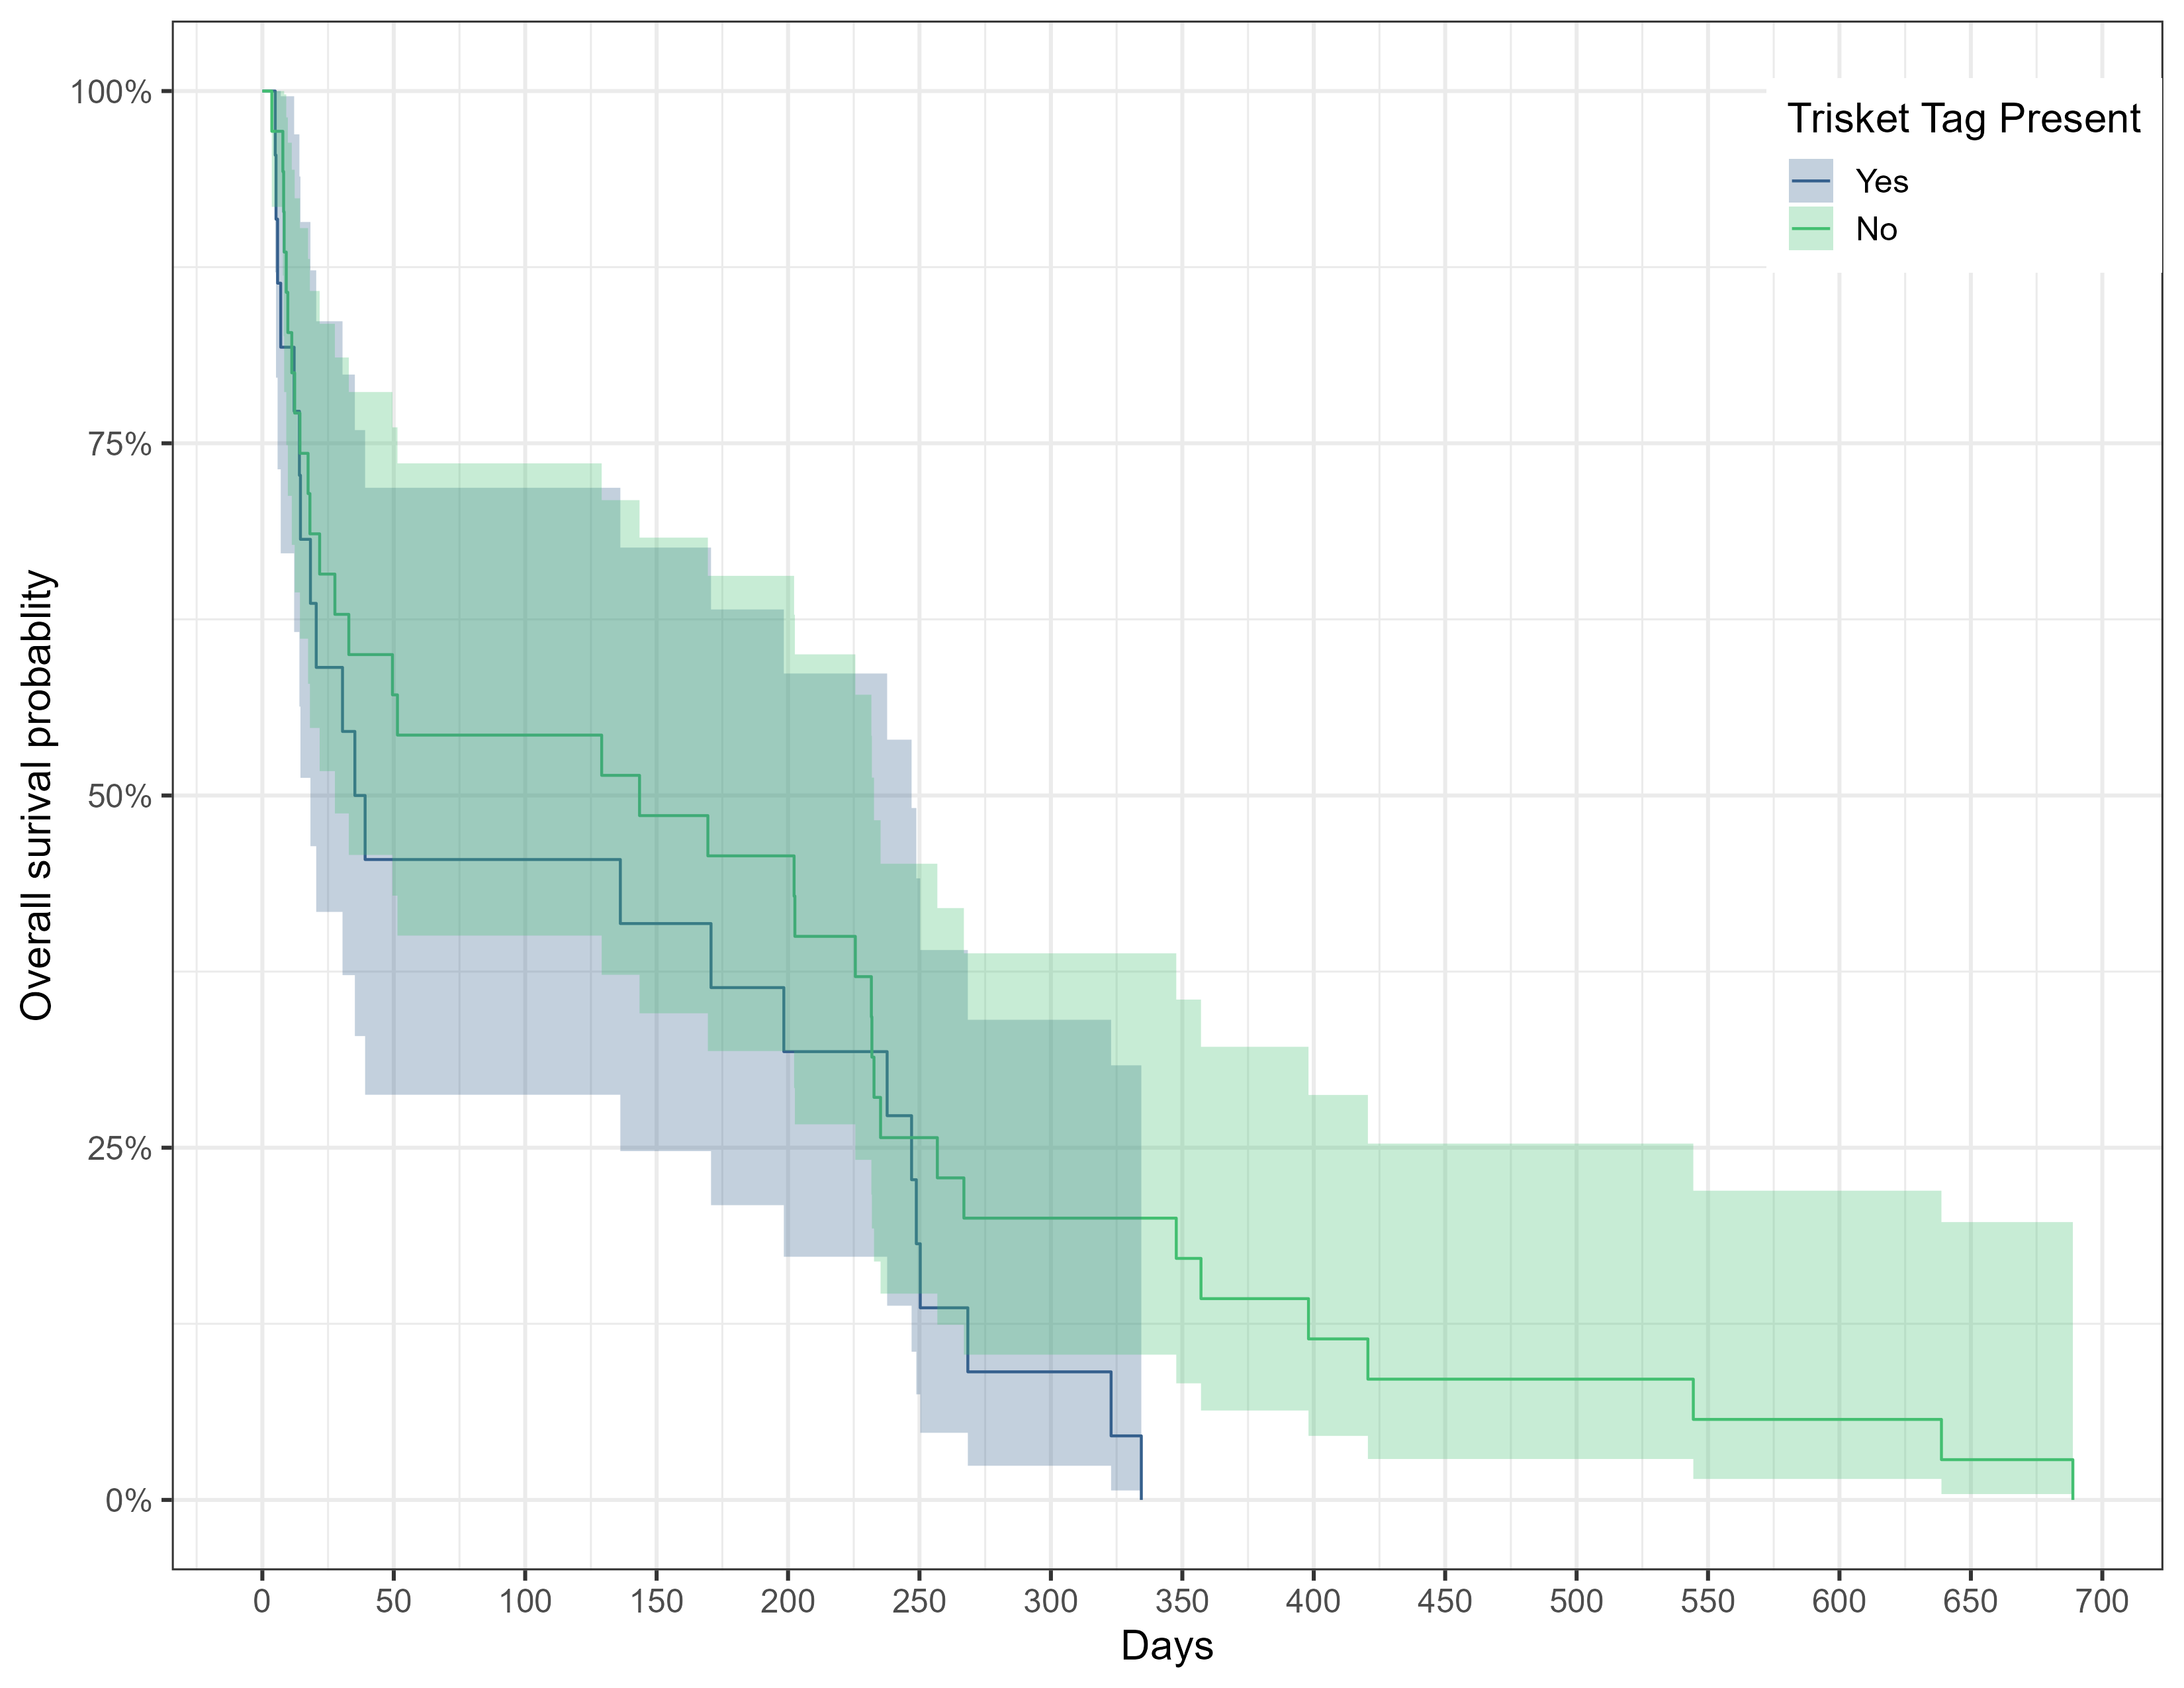 Overall surival probablity
100%
75%
50%
25%
0%
Trisket Tag Present
Yes
No
0 50 100 150 200 250 300 350 400 450 500 550 600 650 700
Days